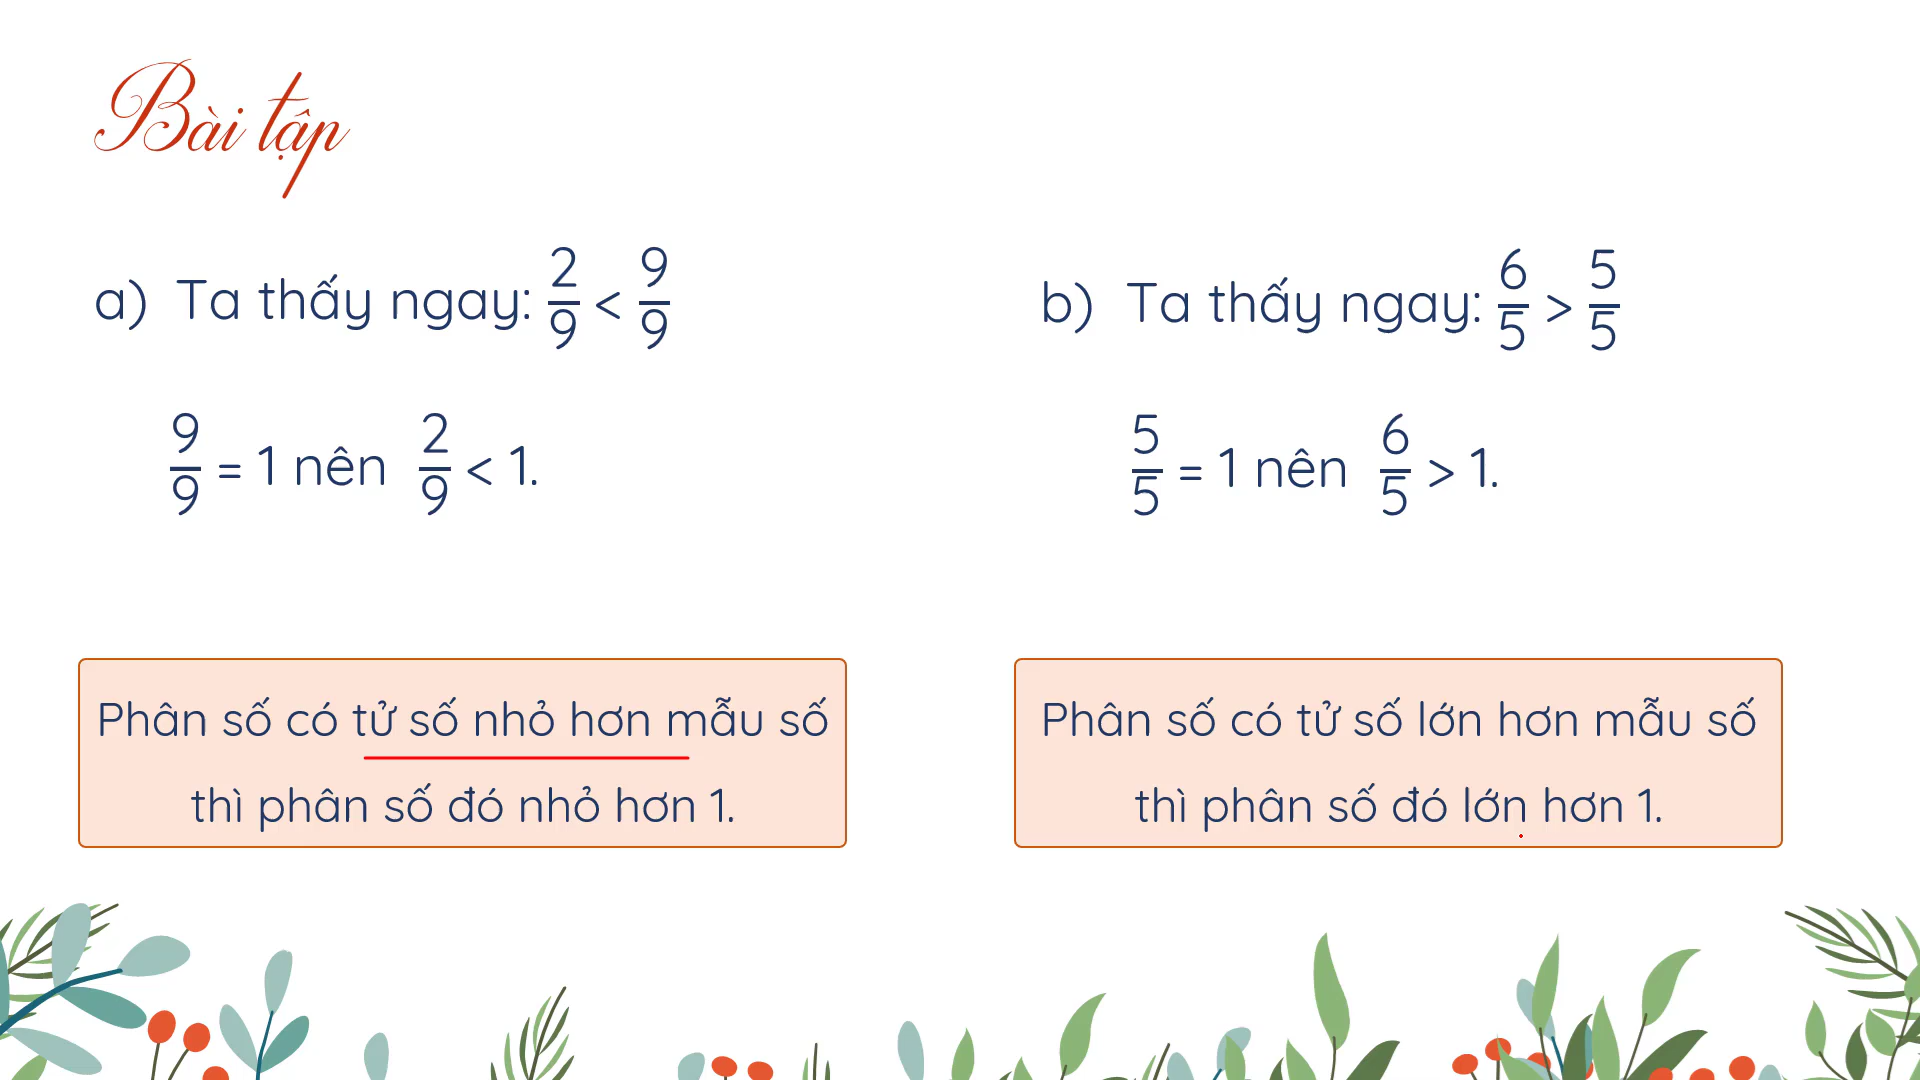 Bài tập
a) Ta thấy ngay: 2/9 < 9/9
9/9 = 1 nên 2/9 < 1.
Phân số có tử số nhỏ hơn mẫu số
thì phân số đó nhỏ hơn 1.
b) Ta thấy ngay: 6/5 > 5/5
5/5 = 1 nên 6/5 > 1.
Phân số có tử số lớn hơn mẫu số
thì phân số đó lớn hơn 1.